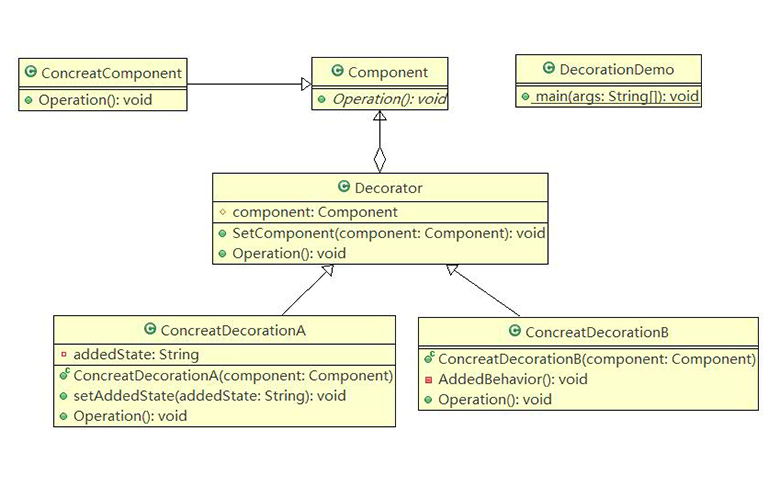 ConcreatComponent
Operation(): void
Component
Operation(): void
DecorationDemo
main(args: String[]): void
Decorator
component: Component
SetComponent(component: Component): void
Operation(): void
ConcreatDecorationA
addedState: String
ConcreatDecorationA(component: Component)
setAddedState(addedState: String): void
Operation(): void
ConcreatDecorationB
ConcreatDecorationB(component: Component)
AddedBehavior(): void
Operation(): void